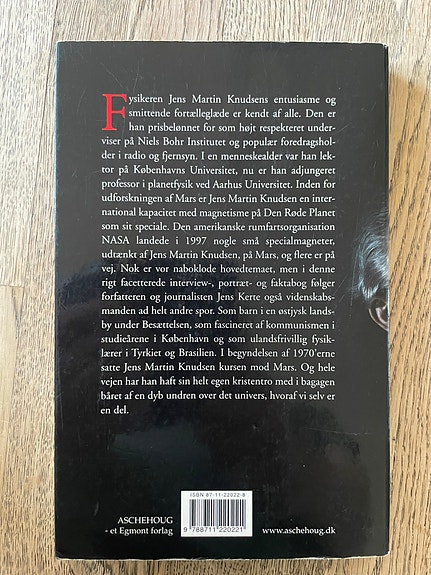 Fysikeren Jens Martin Knudsens entusiasme og
smittende fortælleglæde er kendt af alle. Den er
han prisbelønnet for som højt respekteret under-
viser på Niels Bohr Institutet og populær foredragshol-
der i radio og fjernsyn. I en menneskealder var han lek-
tor på Københavns Universitet, nu er han adjungeret
professor i planetfysik ved Aarhus Universitet. Inden for
udforskningen af Mars er Jens Martin Knudsen en inter-
national kapacitet med magnetisme på Den Røde Planet
som sit speciale. Den amerikanske rumfartsorganisation
NASA landede i 1997 nogle små specialmagneter,
udtænkt af Jens Martin Knudsen, på Mars, og flere er på
vej. Nok er vor naboklode hovedtemaet, men i denne
rigt facetterede interview-, portræt- og faktabog følger
forfatteren og journalisten Jens Kerte også videnskabs-
manden ad helt andre spor. Som barn i en østjysk lands-
by under Besættelsen, som fascineret af kommunismen i
studieårene i København og som ulandsfrivillig fysik-
lærer i Tyrkiet og Brasilien. I begyndelsen af 1970'erne
satte Jens Martin Knudsen kursen mod Mars. Og hele
vejen har han haft sin helt egen kristentro med i bagagen
båret af en dyb undren over det univers, hvoraf vi selv er
en del.
ISBN 87-11-22022-8
9 788711 220221
ASCHEHOUG
- et Egmont forlag
www.aschehoug.dk